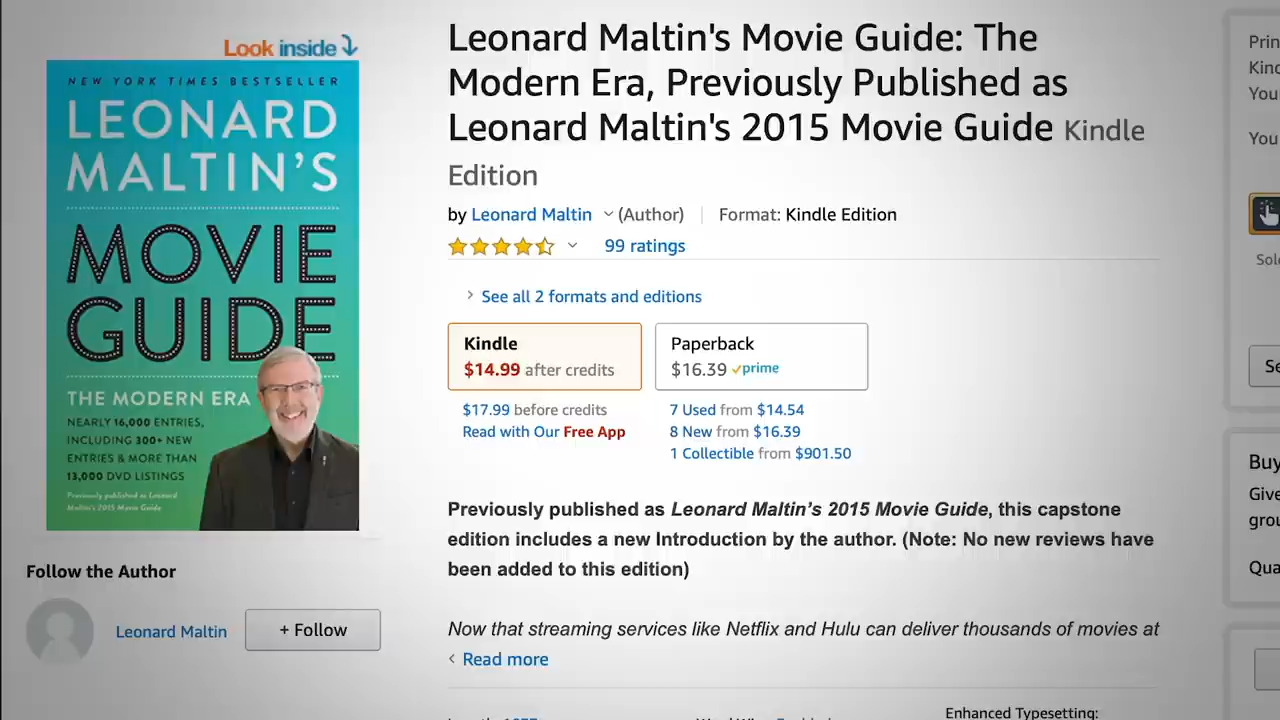 Look inside
NEW YORK TIMES BESTSELLER
LEONARD
MALTIN'S
MOVIE
GUIDE
THE MODERN ERA
NEARLY 16,000 ENTRIES,
INCLUDING 300+ NEW
ENTRIES & MORE THAN
13,000 DVD LISTINGS
Previously published as Leonard
Maltin's 2015 Movie Guide
Follow the Author
Leonard Maltin
+ Follow
Leonard Maltin's Movie Guide: The
Modern Era, Previously Published as
Leonard Maltin's 2015 Movie Guide Kindle
Edition
by Leonard Maltin (Author) Format: Kindle Edition
99 ratings
See all 2 formats and editions
Kindle
$14.99 after credits
$17.99 before credits
Read with Our Free App
Paperback
$16.39 prime
7 Used from $14.54
8 New from $16.39
1 Collectible from $901.50
Previously published as Leonard Maltin's 2015 Movie Guide, this capstone
edition includes a new Introduction by the author. (Note: No new reviews have
been added to this edition)
Now that streaming services like Netflix and Hulu can deliver thousands of movies at
Read more
Enhanced Typesetting:
You